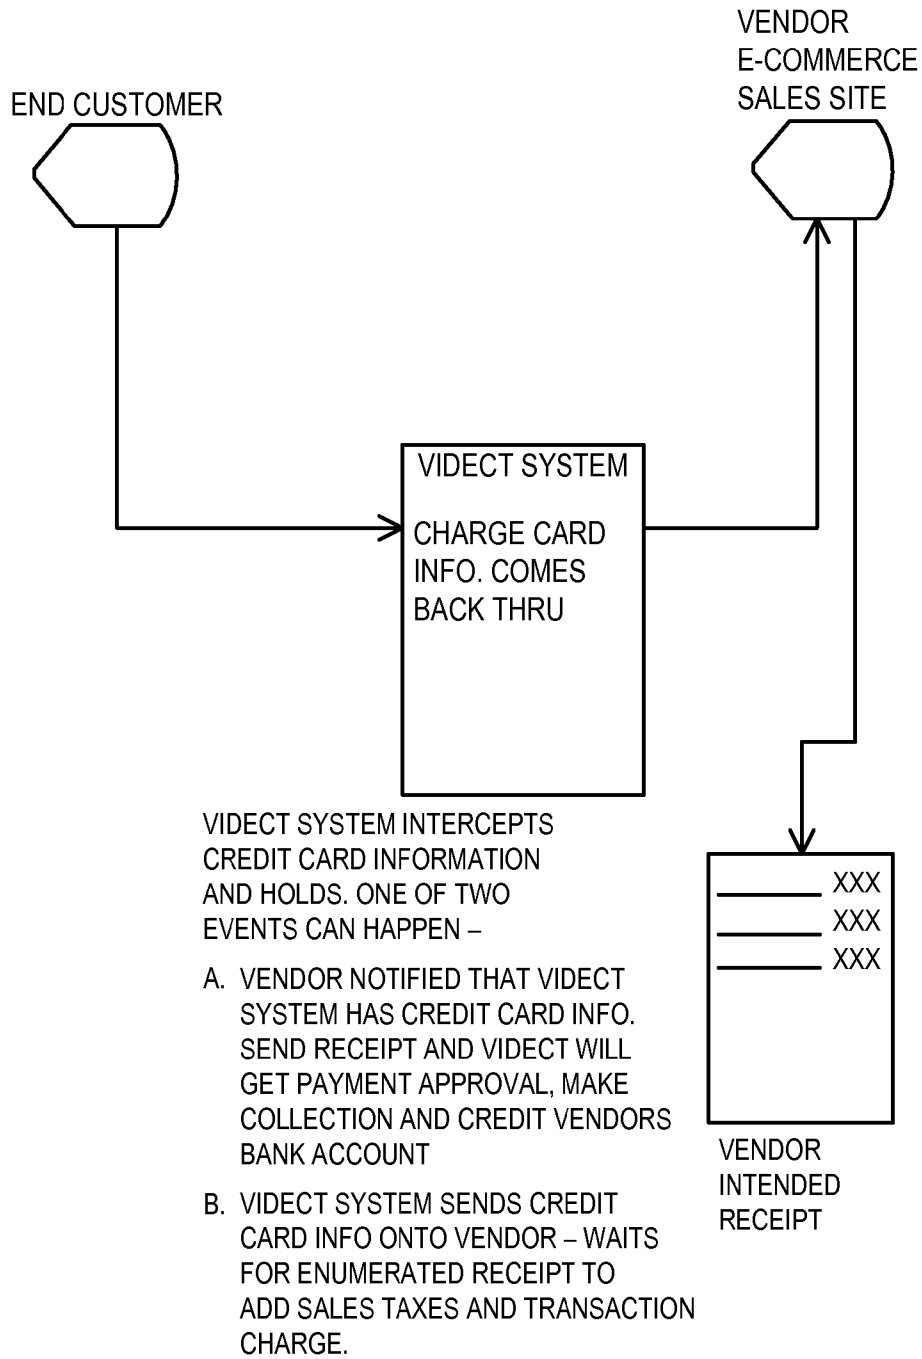 VENDOR
E-COMMERCE
SALES SITE
END CUSTOMER
VIDECT SYSTEM
CHARGE CARD
INFO. COMES
BACK THRU
VIDECT SYSTEM INTERCEPTS
CREDIT CARD INFORMATION
AND HOLDS. ONE OF TWO
EVENTS CAN HAPPEN –
A. VENDOR NOTIFIED THAT VIDECT
SYSTEM HAS CREDIT CARD INFO.
SEND RECEIPT AND VIDECT WILL
GET PAYMENT APPROVAL, MAKE
COLLECTION AND CREDIT VENDORS
BANK ACCOUNT
B. VIDECT SYSTEM SENDS CREDIT
CARD INFO ONTO VENDOR – WAITS
FOR ENUMERATED RECEIPT TO
ADD SALES TAXES AND TRANSACTION
CHARGE.
XXX
XXX
XXX
VENDOR
INTENDED
RECEIPT